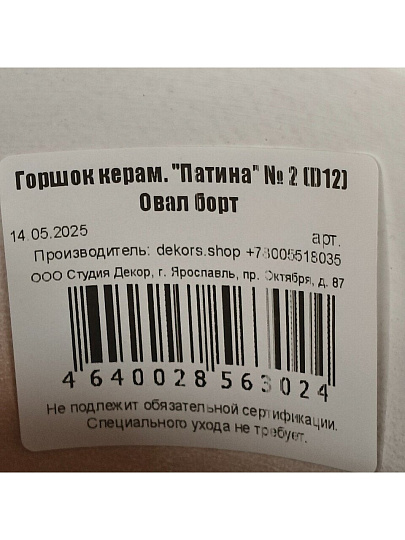 Горшок керам. "Патина" № 2 (D12)
Овал борт
14.05.2025
арт.
Производитель: dekors.shop +78005518035
ООО Студия Декор, г. Ярославль, пр. Октября, д. 87
4 640028 563024
Не подлежит обязательной сертификации.
Специального ухода не требует.